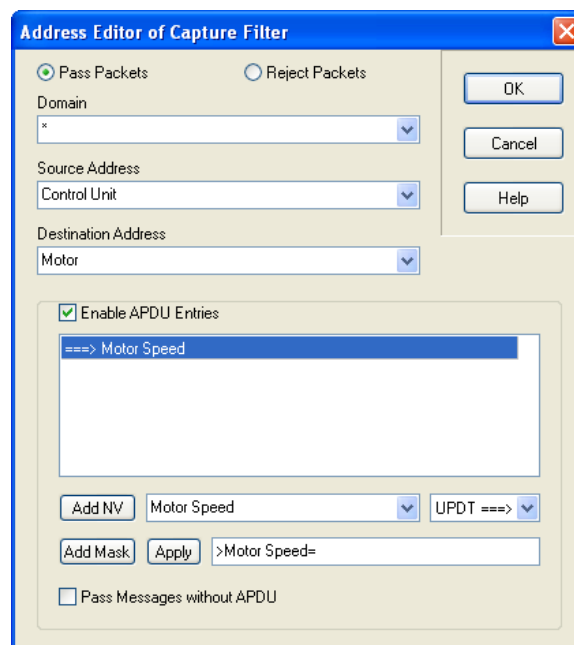 Address Editor of Capture Filter
Pass Packets Reject Packets
OK
Domain
*
Cancel
Source Address
Control Unit
Help
Destination Address
Motor
Enable APDU Entries
===> Motor Speed
Add NV Motor Speed UPDT ===>
Add Mask Apply >Motor Speed=
Pass Messages without APDU